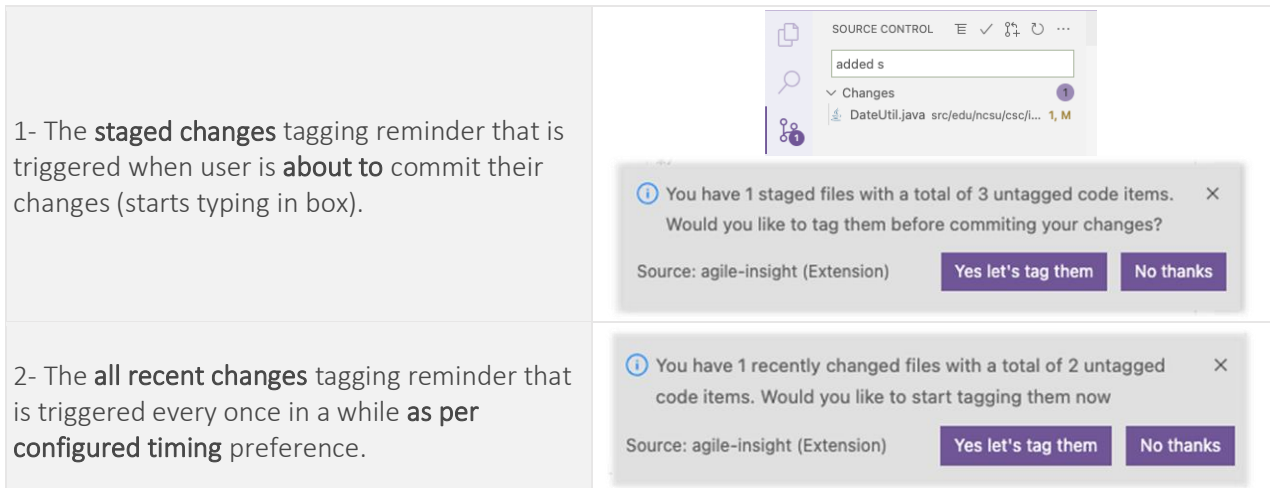 1- The staged changes tagging reminder that is
triggered when user is about to commit their
changes (starts typing in box).
SOURCE CONTROL
added s
Changes
1
DateUtil.java src/edu/ncsu/csc/i... 1, M
1
You have 1 staged files with a total of 3 untagged code items.
Would you like to tag them before commiting your changes?
Source: agile-insight (Extension)
Yes let's tag them
No thanks
2- The all recent changes tagging reminder that
is triggered every once in a while as per
configured timing preference.
You have 1 recently changed files with a total of 2 untagged
code items. Would you like to start tagging them now
Source: agile-insight (Extension)
Yes let's tag them
No thanks